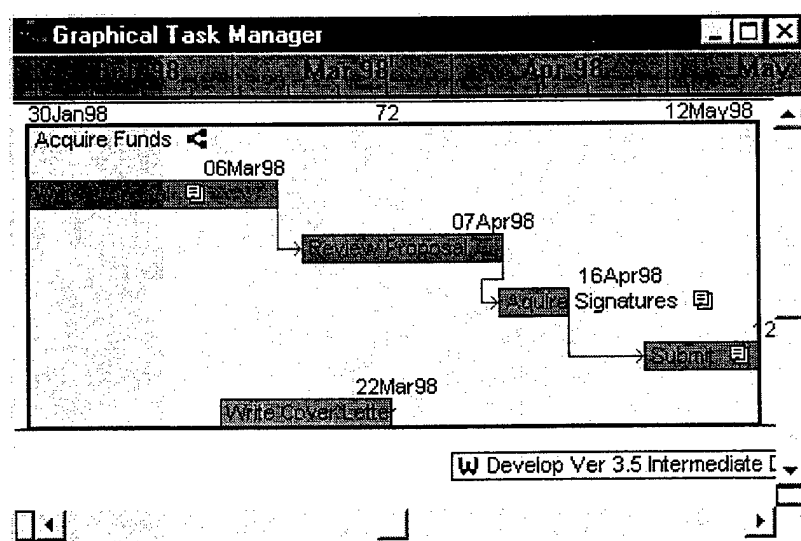 Graphical Task Manager
Mar 98 Apr 98 May
30Jan98 72 12May98
Acquire Funds
06Mar98
07Apr98
Review Proposal
16Apr98
Aquire Signatures
12
Submit
22Mar98
Write Cover Letter
W Develop Ver 3.5 Intermediate